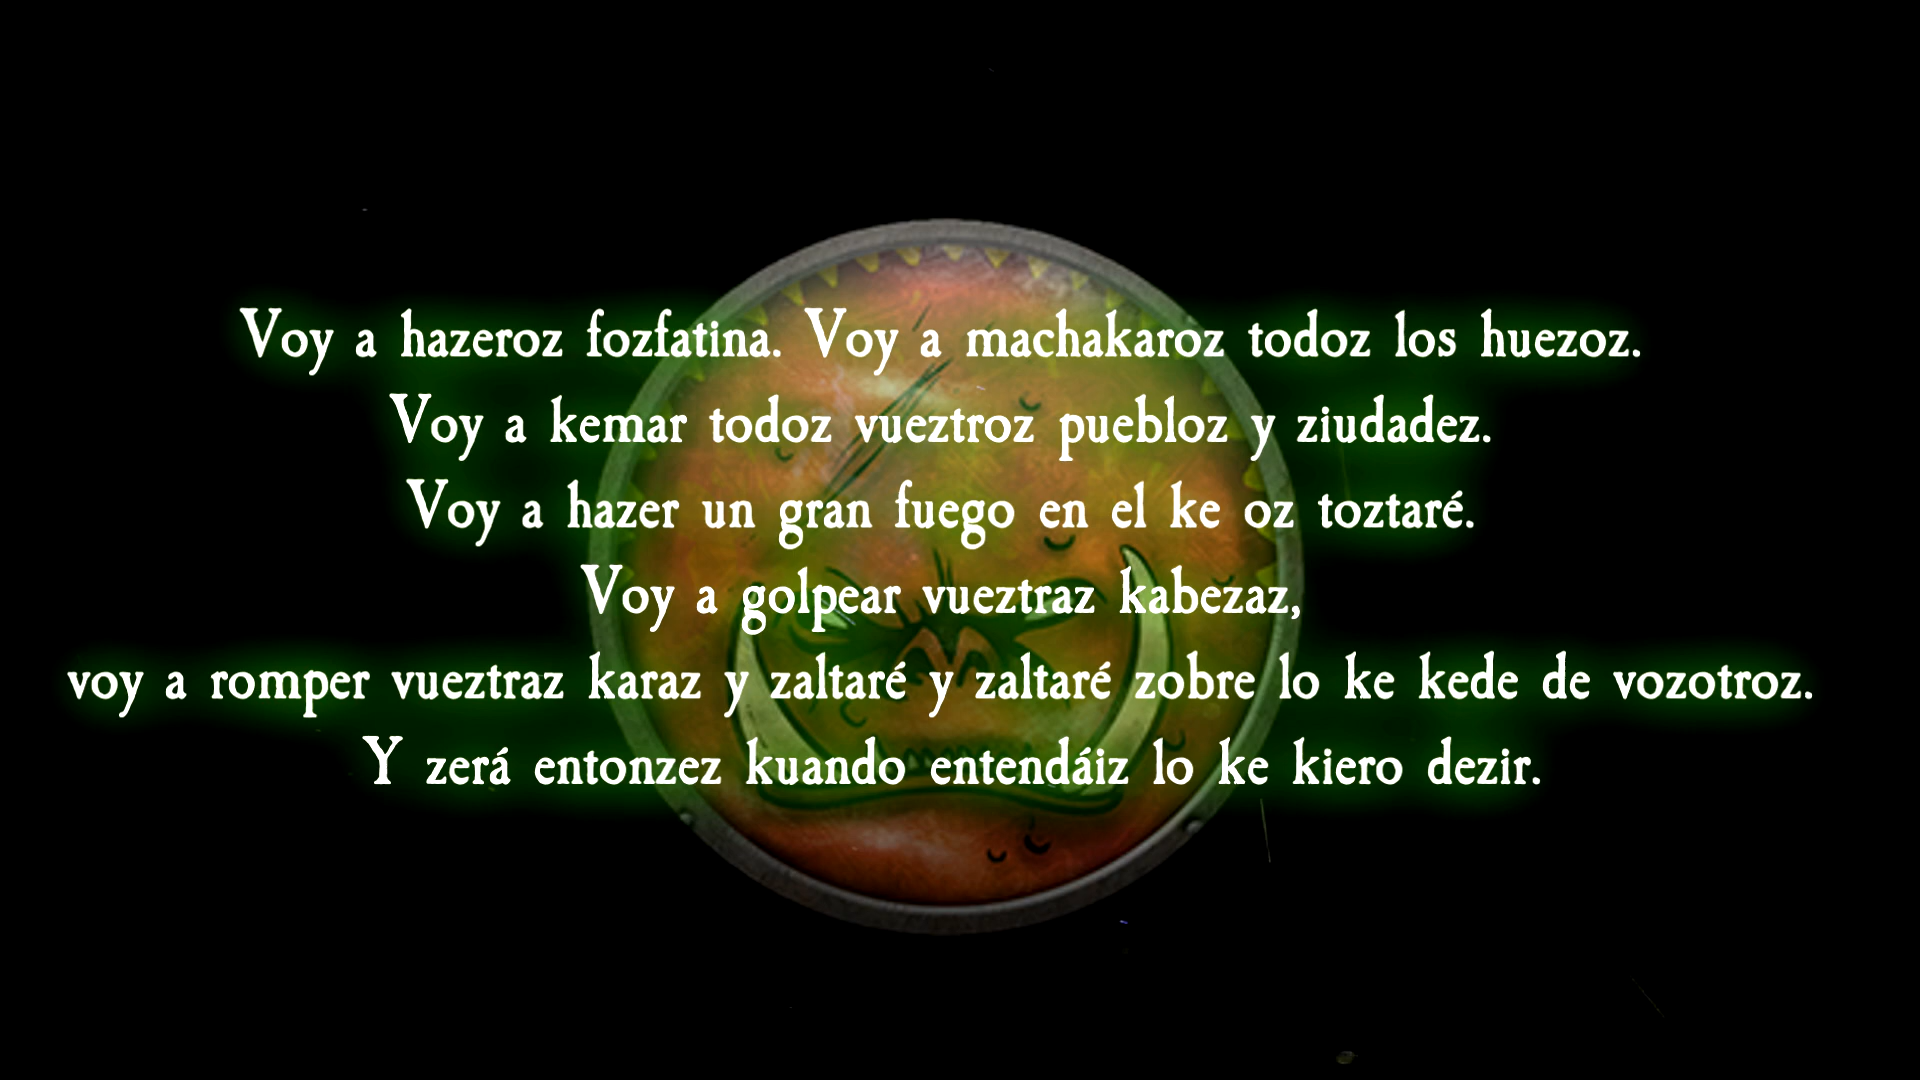 Voy a hazeroz fozfatina. Voy a machakaroz todoz los huezoz.
Voy a kemar todoz vueztroz puebloz y ziudadez.
Voy a hazer un gran fuego en el ke oz toztaré.
Voy a golpear vueztraz kabezaz,
voy a romper vueztraz karaz y zaltaré y zaltaré zobre lo ke kede de vozotroz.
Y zerá entonzez kuando entendáiz lo ke kiero dezir.